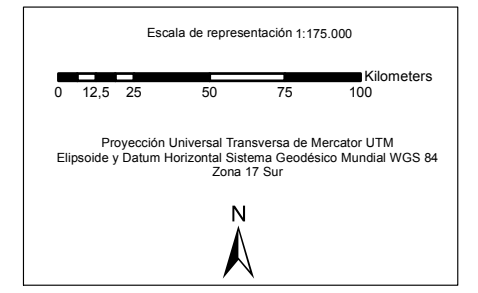 Escala de representación 1:175.000
Kilometers
0 12,5 25 50 75 100
Proyección Universal Transversa de Mercator UTM
Elipsoide y Datum Horizontal Sistema Geodésico Mundial WGS 84
Zona 17 Sur
N